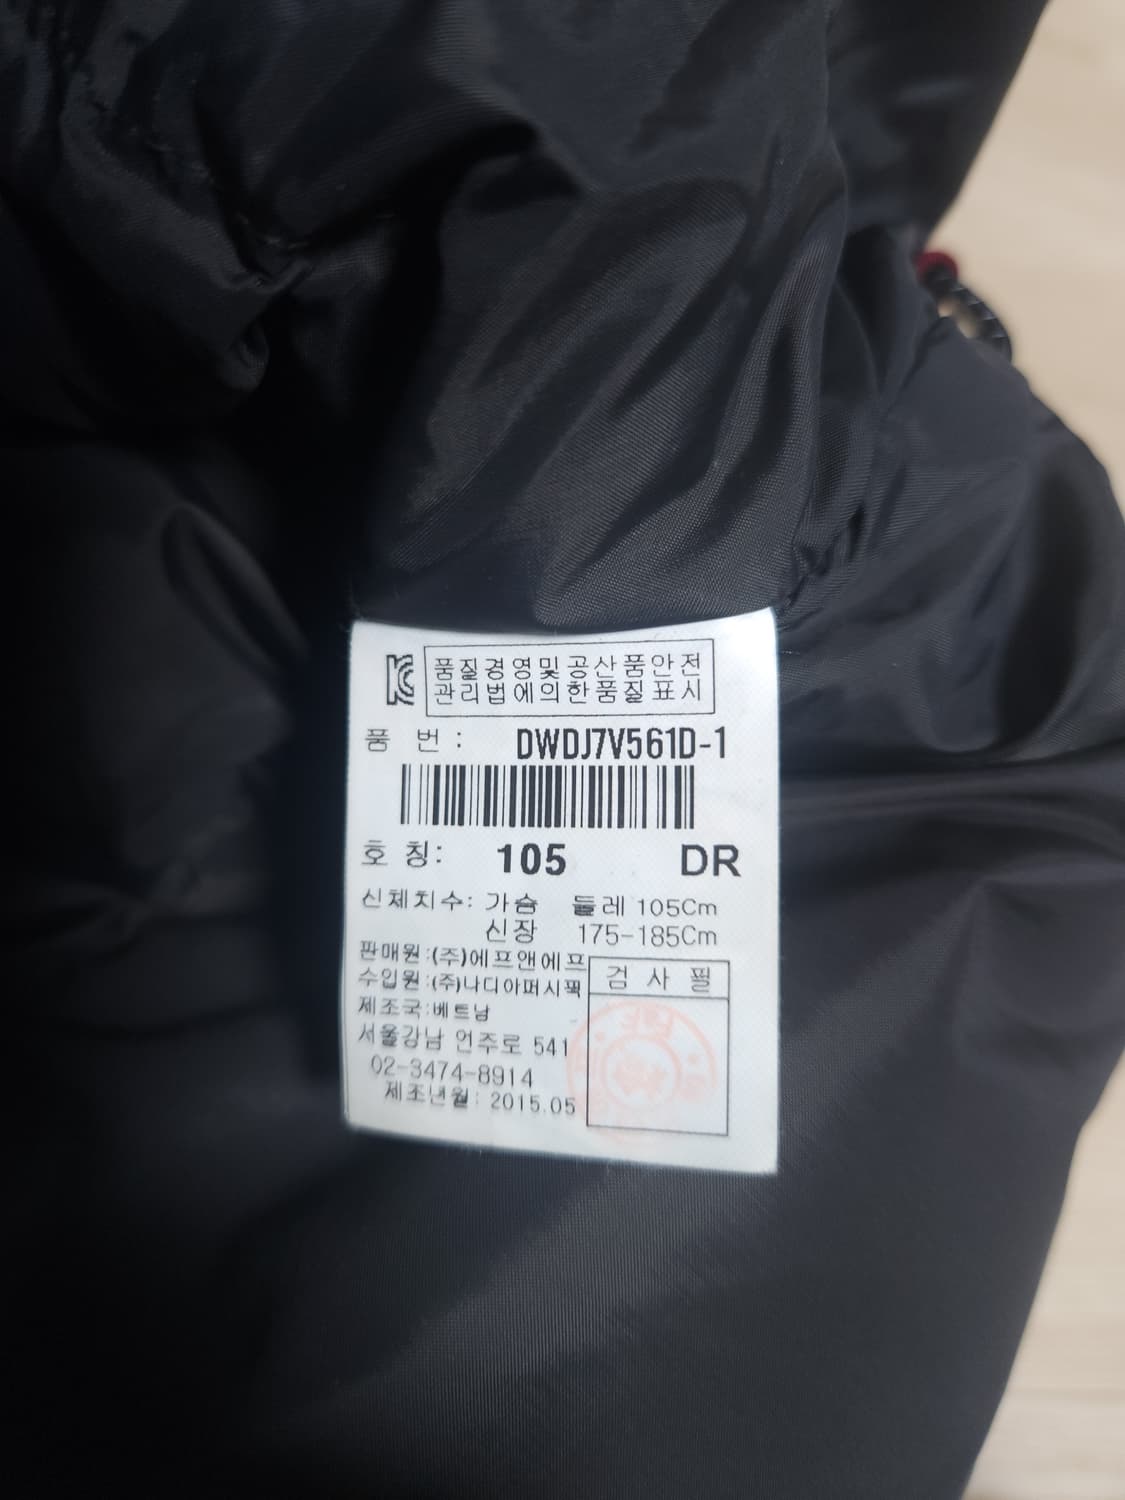 품질경영및공산품안전
관리법에의한품질표시
품 번 : DWDJ7V561D-1
호 칭: 105 DR
신체치수: 가슴 둘레 105Cm
신장 175-185Cm
판매원:(주)에프앤에프
수입원:(주)나디아퍼시픽
제조국:베트남
서울강남 언주로 541
02-3474-8914
제조년월: 2015.05
검 사 필
F&F